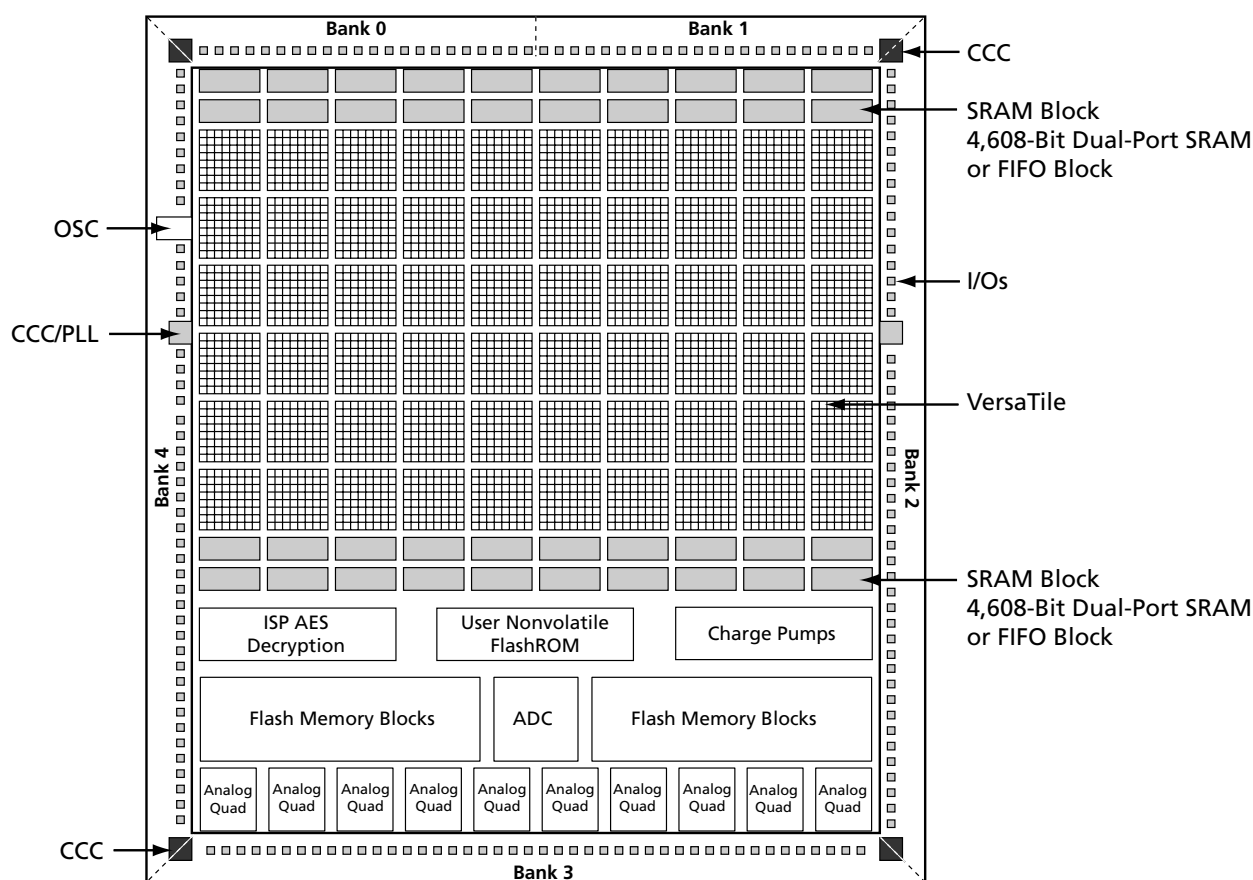 Bank 0
Bank 1
CCC
SRAM Block
4,608-Bit Dual-Port SRAM
or FIFO Block
OSC
I/Os
CCC/PLL
VersaTile
Bank 4
Bank 2
SRAM Block
4,608-Bit Dual-Port SRAM
or FIFO Block
ISP AES
Decryption
User Nonvolatile
FlashROM
Charge Pumps
Flash Memory Blocks
ADC
Flash Memory Blocks
Analog
Quad
Analog
Quad
Analog
Quad
Analog
Quad
Analog
Quad
Analog
Quad
Analog
Quad
Analog
Quad
Analog
Quad
Analog
Quad
CCC
Bank 3